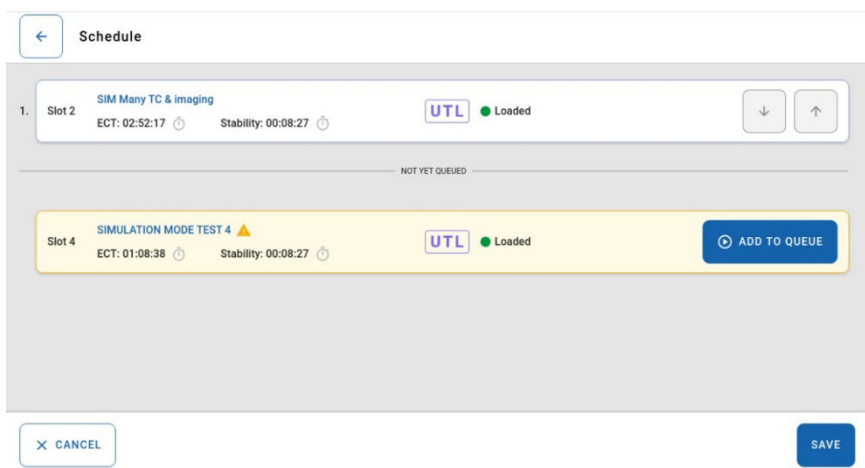 Schedule
1.
Slot 2
SIM Many TC & imaging
ECT: 02:52:17 Stability: 00:08:27
UTL
Loaded
NOT YET QUEUED
Slot 4
SIMULATION MODE TEST 4
ECT: 01:08:38 Stability: 00:08:27
UTL
Loaded
ADD TO QUEUE
CANCEL
SAVE